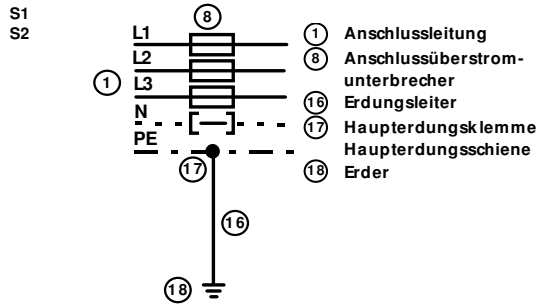 S1
S2
8
L1
L2
1
L3
N
PE
17
16
18
1 Anschlussleitung
8 Anschlussüberstrom-
unterbrecher
16 Erdungsleiter
17 Haupterdungsklemme
Haupterdungsschiene
18 Erder